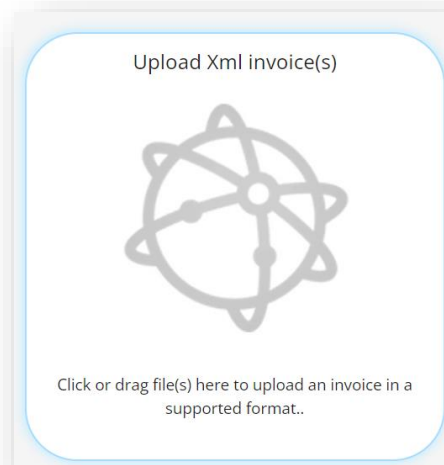 Upload Xml invoice(s)
Click or drag file(s) here to upload an invoice in a
supported format..